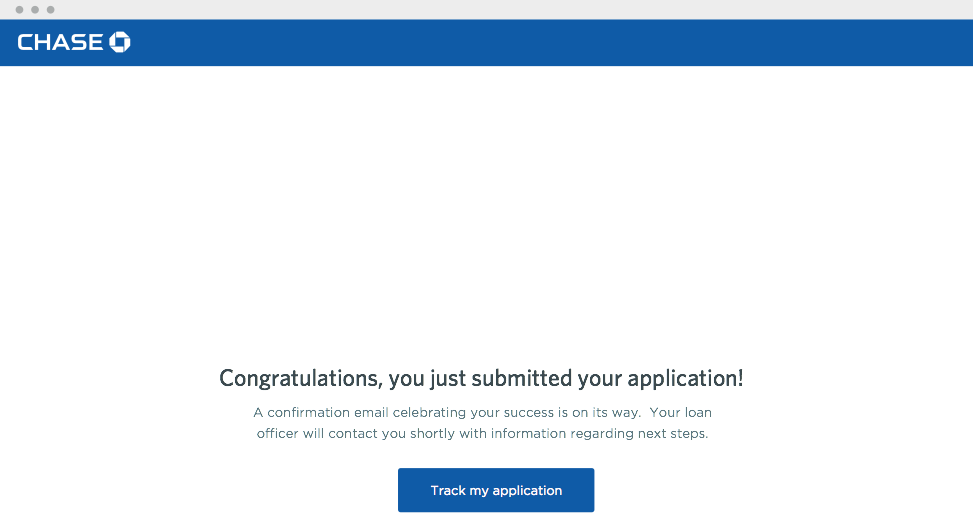 CHASE
Congratulations, you just submitted your application!
A confirmation email celebrating your success is on its way.  Your loan
officer will contact you shortly with information regarding next steps.
Track my application